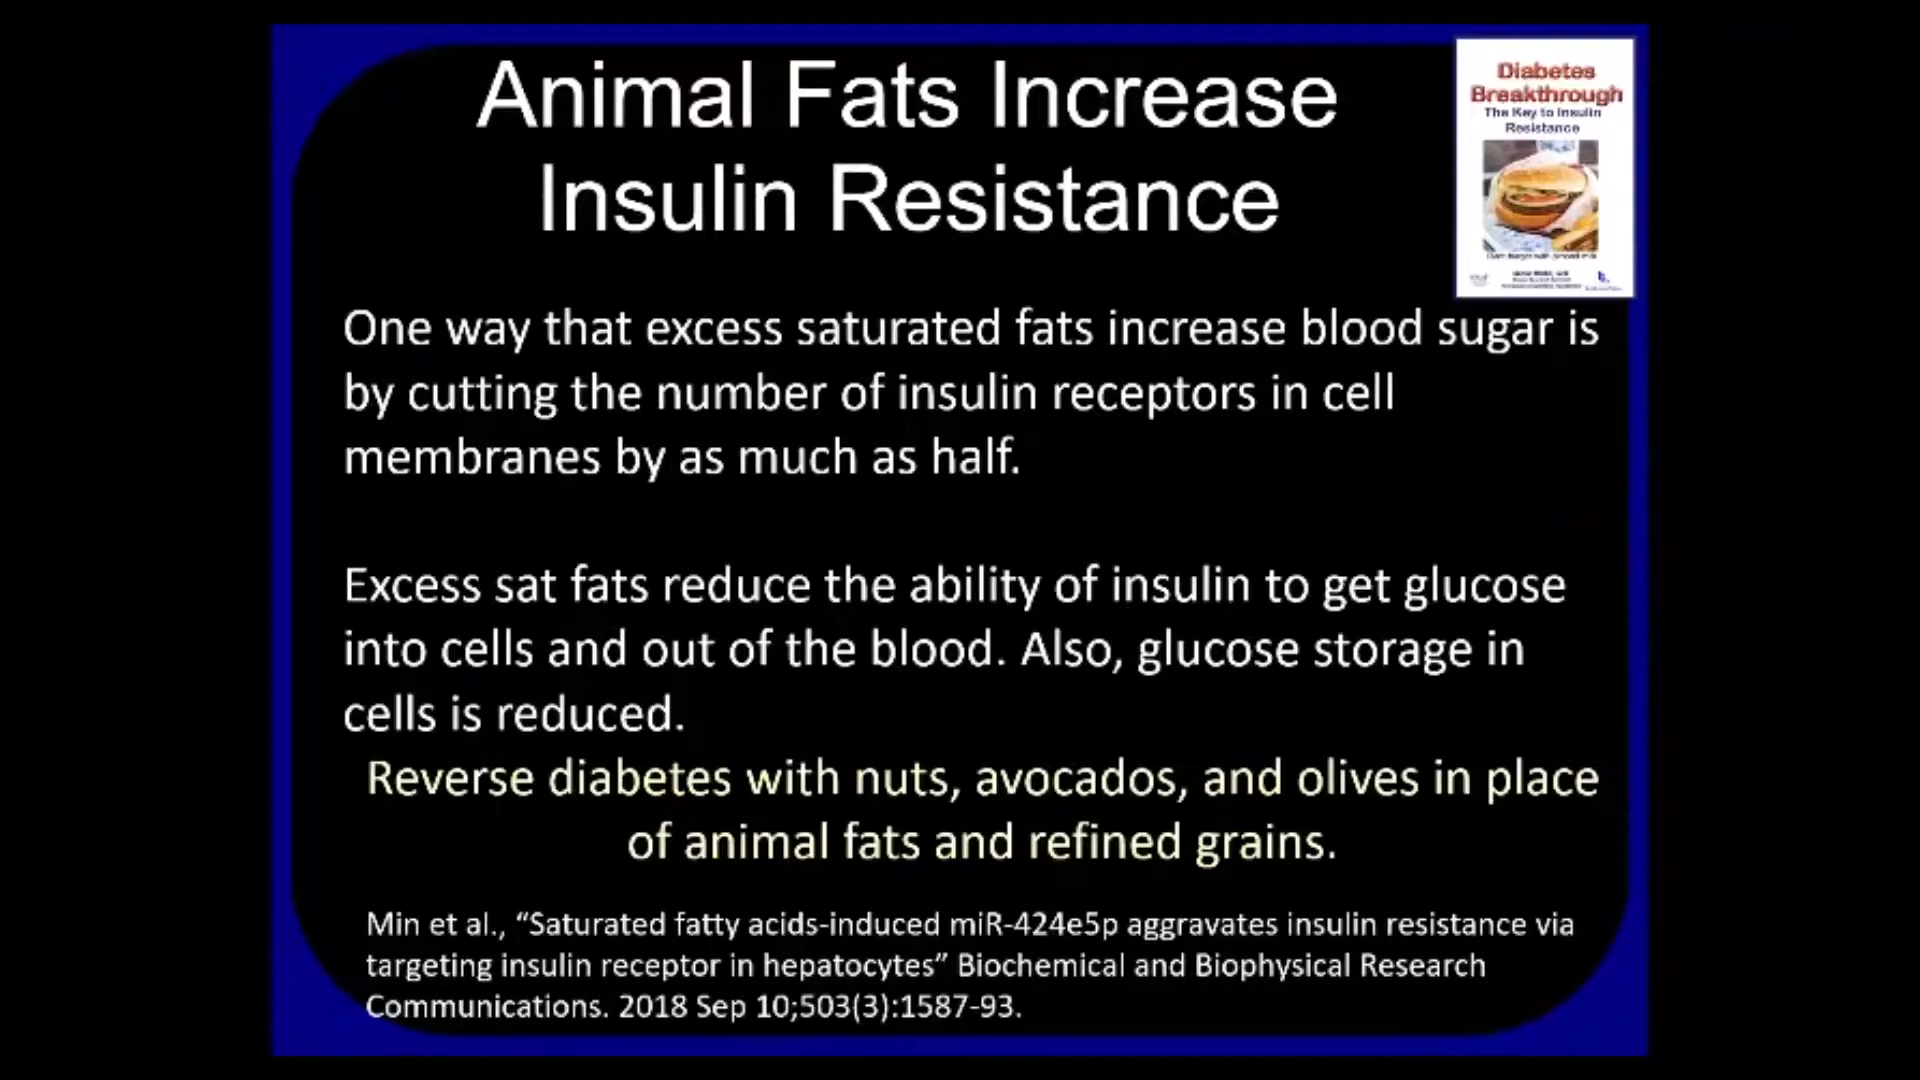 Animal Fats Increase
Insulin Resistance
Diabetes
Breakthrough
The Key to Insulin
Resistance
One way that excess saturated fats increase blood sugar is
by cutting the number of insulin receptors in cell
membranes by as much as half.
Excess sat fats reduce the ability of insulin to get glucose
into cells and out of the blood. Also, glucose storage in
cells is reduced.
Reverse diabetes with nuts, avocados, and olives in place
of animal fats and refined grains.
Min et al., “Saturated fatty acids-induced miR-424e5p aggravates insulin resistance via
targeting insulin receptor in hepatocytes” Biochemical and Biophysical Research
Communications. 2018 Sep 10;503(3):1587-93.